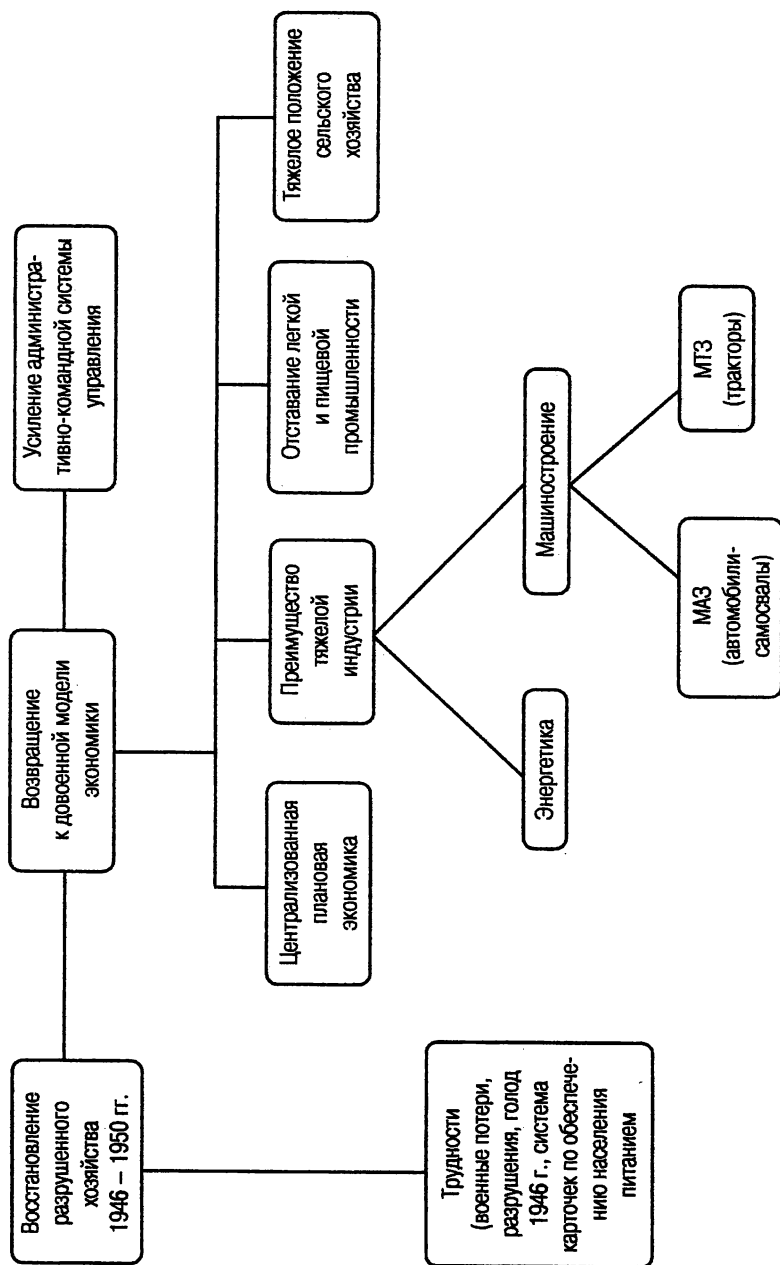 Восстановление
разрушенного
хозяйства
1946 – 1950 гг.
Возвращение
к довоенной модели
экономики
Усиление администра-
тивно-командной системы
управления
Трудности
(военные потери,
разрушения, голод
1946 г., система
карточек по обеспече-
нию населения
питанием
Централизованная
плановая
экономика
Преимущество
тяжелой
индустрии
Отставание легкой
и пищевой
промышленности
Тяжелое положение
сельского
хозяйства
Энергетика
Машиностроение
МАЗ
(автомобили-
самосвалы)
МТЗ
(тракторы)